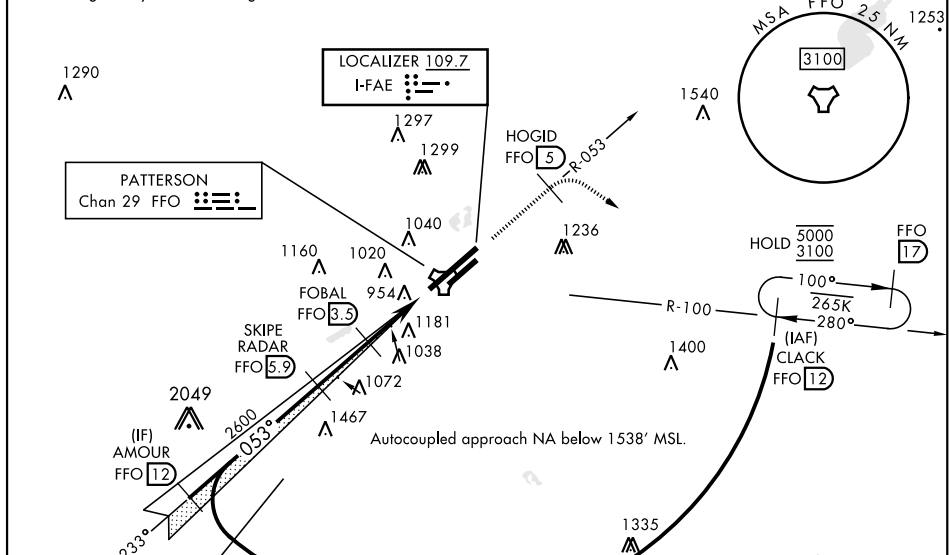 MSA FFO 25 NM
3100
1253
1290
LOCALIZER 109.7
I-FAE
1297
1299
1540
HOGID
FFO 5
R-053
PATTERSON
Chan 29 FFO
1040
1236
HOLD 5000
3100
FFO
17
1160
1020
954
100°
265K
280°
R-100
FOBAL
FFO 3.5
1181
1038
(IAF)
CLACK
FFO 12
SKIPE
RADAR
FFO 5.9
1400
1072
2049
2600
053°
1467
Autocoupled approach NA below 1538' MSL.
(IF)
AMOUR
FFO 12
233°
1335